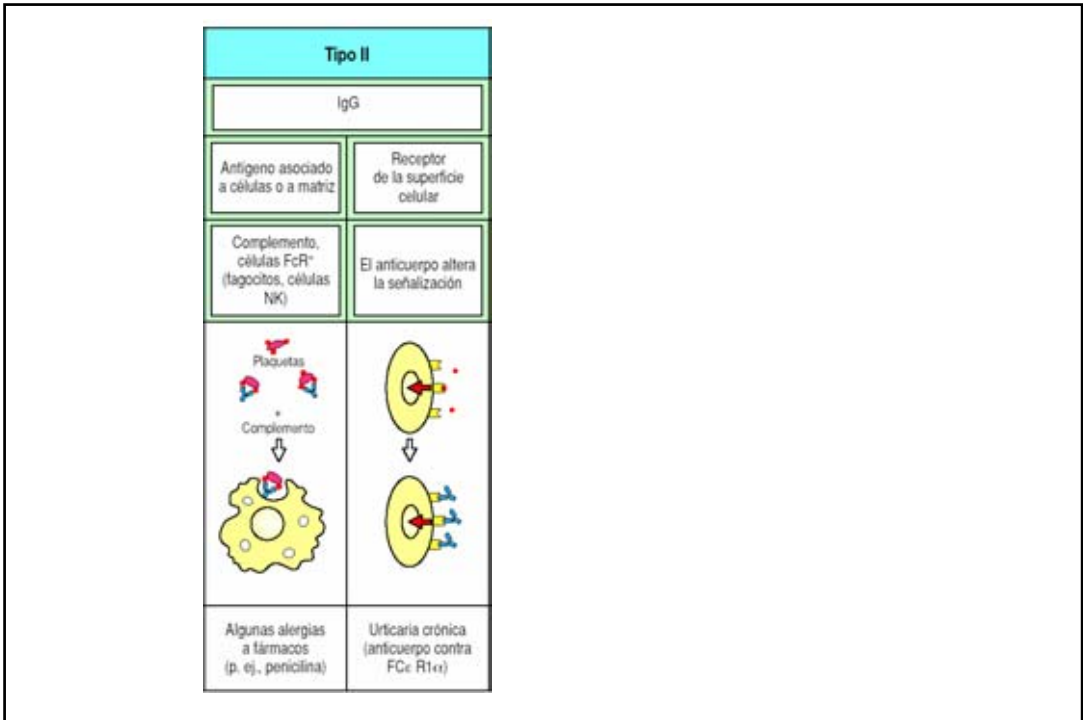 Tipo II
IgG
Antígeno asociado
a células o a matriz
Receptor
de la superficie
celular
Complemento,
células FcR+
(fagocitos, células
NK)
El anticuerpo altera
la señalización
Plaquetas
+
Complemento
Algunas alergias
a fármacos
(p. ej., penicilina)
Urticaria crónica
(anticuerpo contra
FCε R1α)